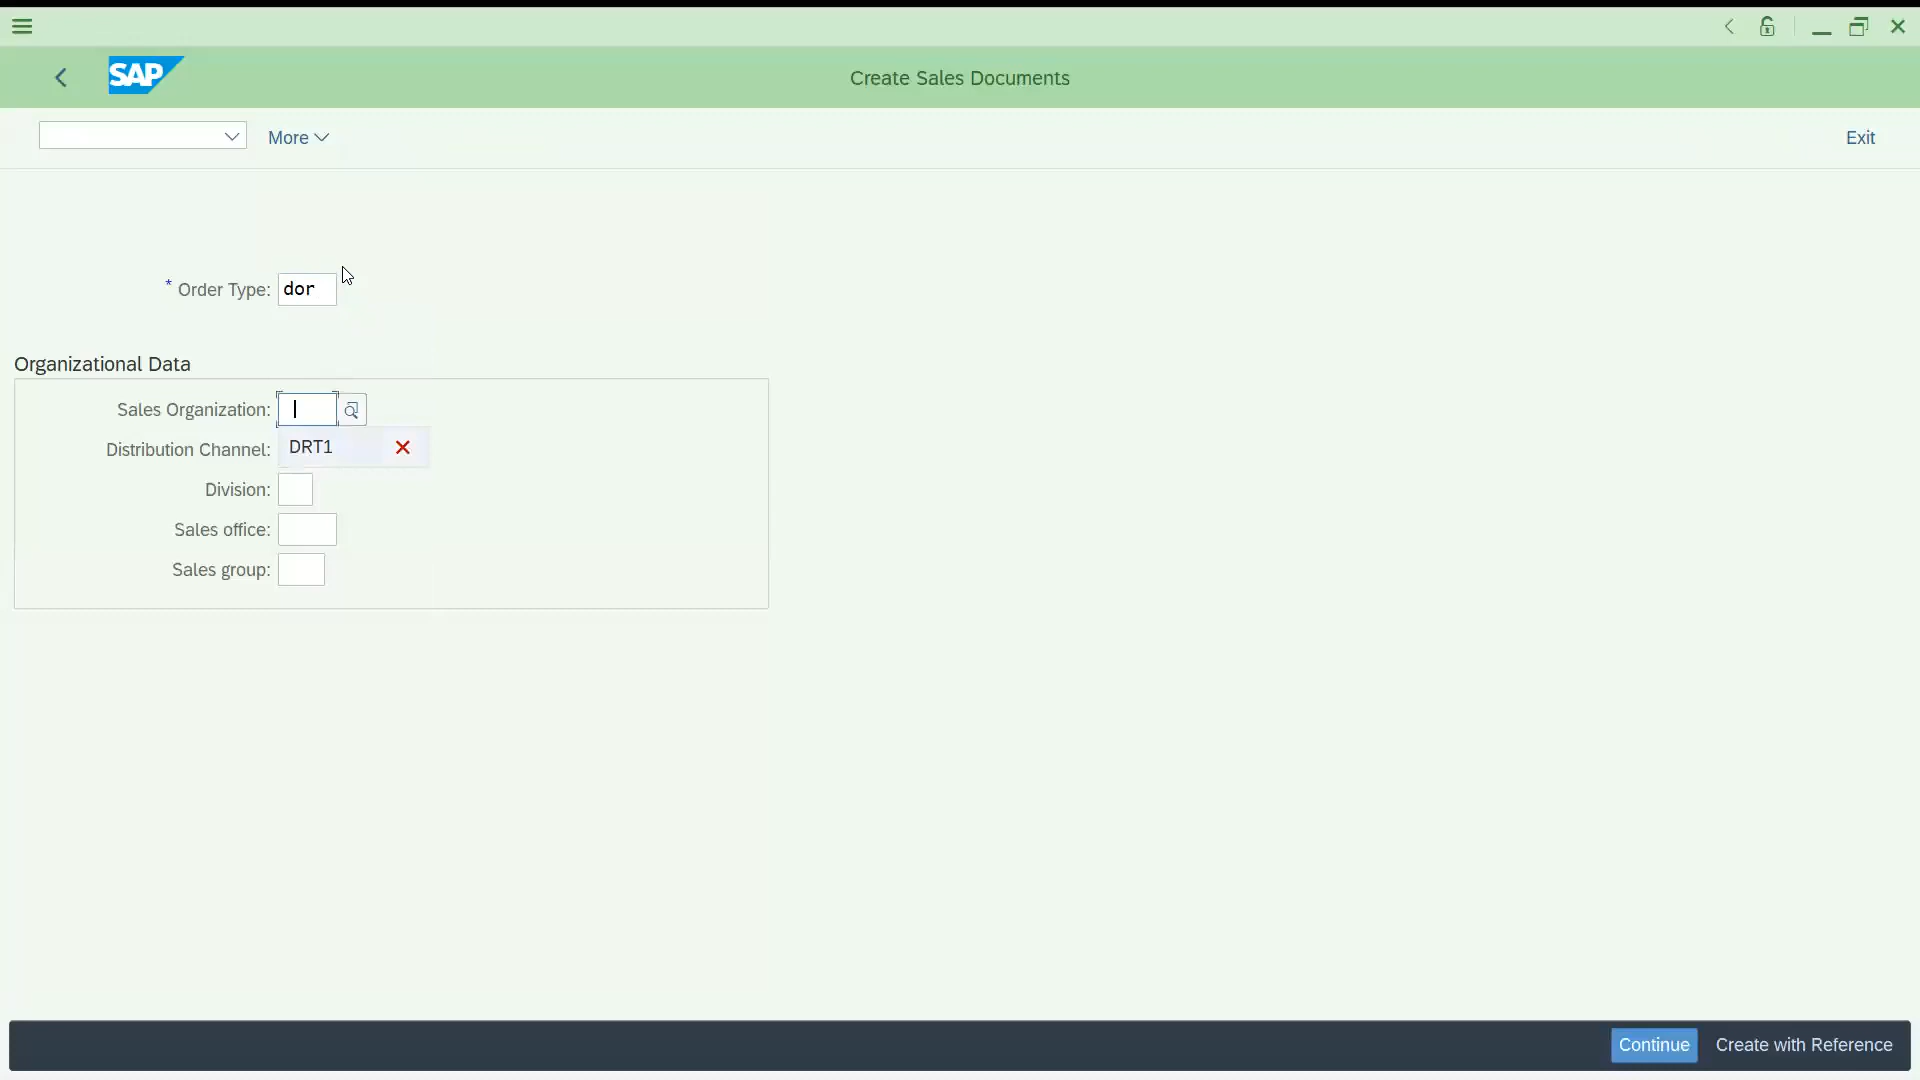 SAP
Create Sales Documents
More
Exit
* Order Type: dor
Organizational Data
Sales Organization:
Distribution Channel: DRT1
Division:
Sales office:
Sales group:
Continue Create with Reference